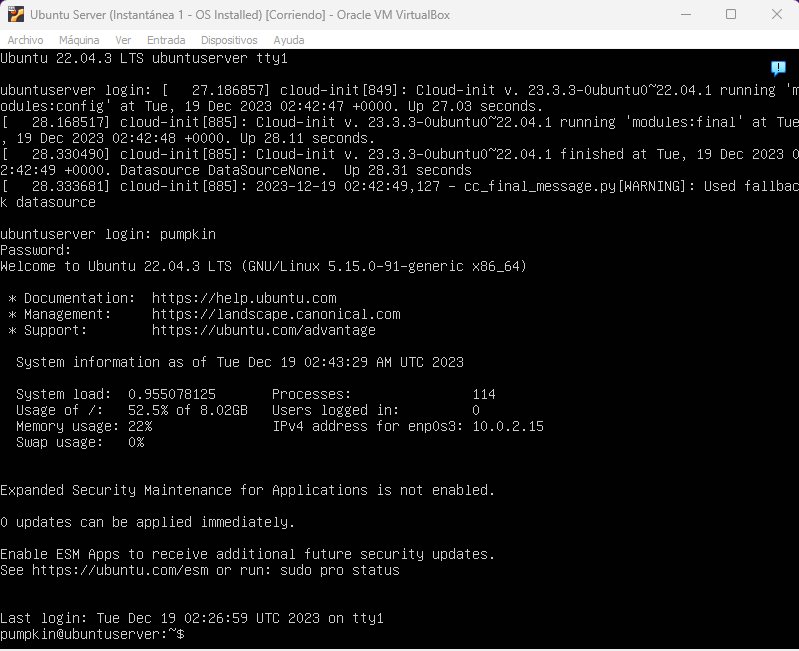 Ubuntu Server (Instantánea 1 - OS Installed) [Corriendo] - Oracle VM VirtualBox
Archivo Máquina Ver Entrada Dispositivos Ayuda
Ubuntu 22.04.3 LTS ubuntuserver tty1
ubuntuserver login: [   27.186857] cloud-init[849]: Cloud-init v. 23.3.3-0ubuntu0~22.04.1 running 'm
odules:config' at Tue, 19 Dec 2023 02:42:47 +0000. Up 27.03 seconds.
[   28.168517] cloud-init[885]: Cloud-init v. 23.3.3-0ubuntu0~22.04.1 running 'modules:final' at Tue
, 19 Dec 2023 02:42:48 +0000. Up 28.11 seconds.
[   28.330490] cloud-init[885]: Cloud-init v. 23.3.3-0ubuntu0~22.04.1 finished at Tue, 19 Dec 2023 0
2:42:49 +0000. Datasource DataSourceNone.  Up 28.31 seconds
[   28.333681] cloud-init[885]: 2023-12-19 02:42:49,127 - cc_final_message.py[WARNING]: Used fallbac
k datasource
ubuntuserver login: pumpkin
Password:
Welcome to Ubuntu 22.04.3 LTS (GNU/Linux 5.15.0-91-generic x86_64)
 * Documentation:  https://help.ubuntu.com
 * Management:     https://landscape.canonical.com
 * Support:        https://ubuntu.com/advantage
  System information as of Tue Dec 19 02:43:29 AM UTC 2023
  System load:  0.955078125       Processes:               114
  Usage of /:   52.5% of 8.02GB   Users logged in:         0
  Memory usage: 22%               IPv4 address for enp0s3: 10.0.2.15
  Swap usage:   0%
Expanded Security Maintenance for Applications is not enabled.
0 updates can be applied immediately.
Enable ESM Apps to receive additional future security updates.
See https://ubuntu.com/esm or run: sudo pro status
Last login: Tue Dec 19 02:26:59 UTC 2023 on tty1
pumpkin@ubuntuserver:~$